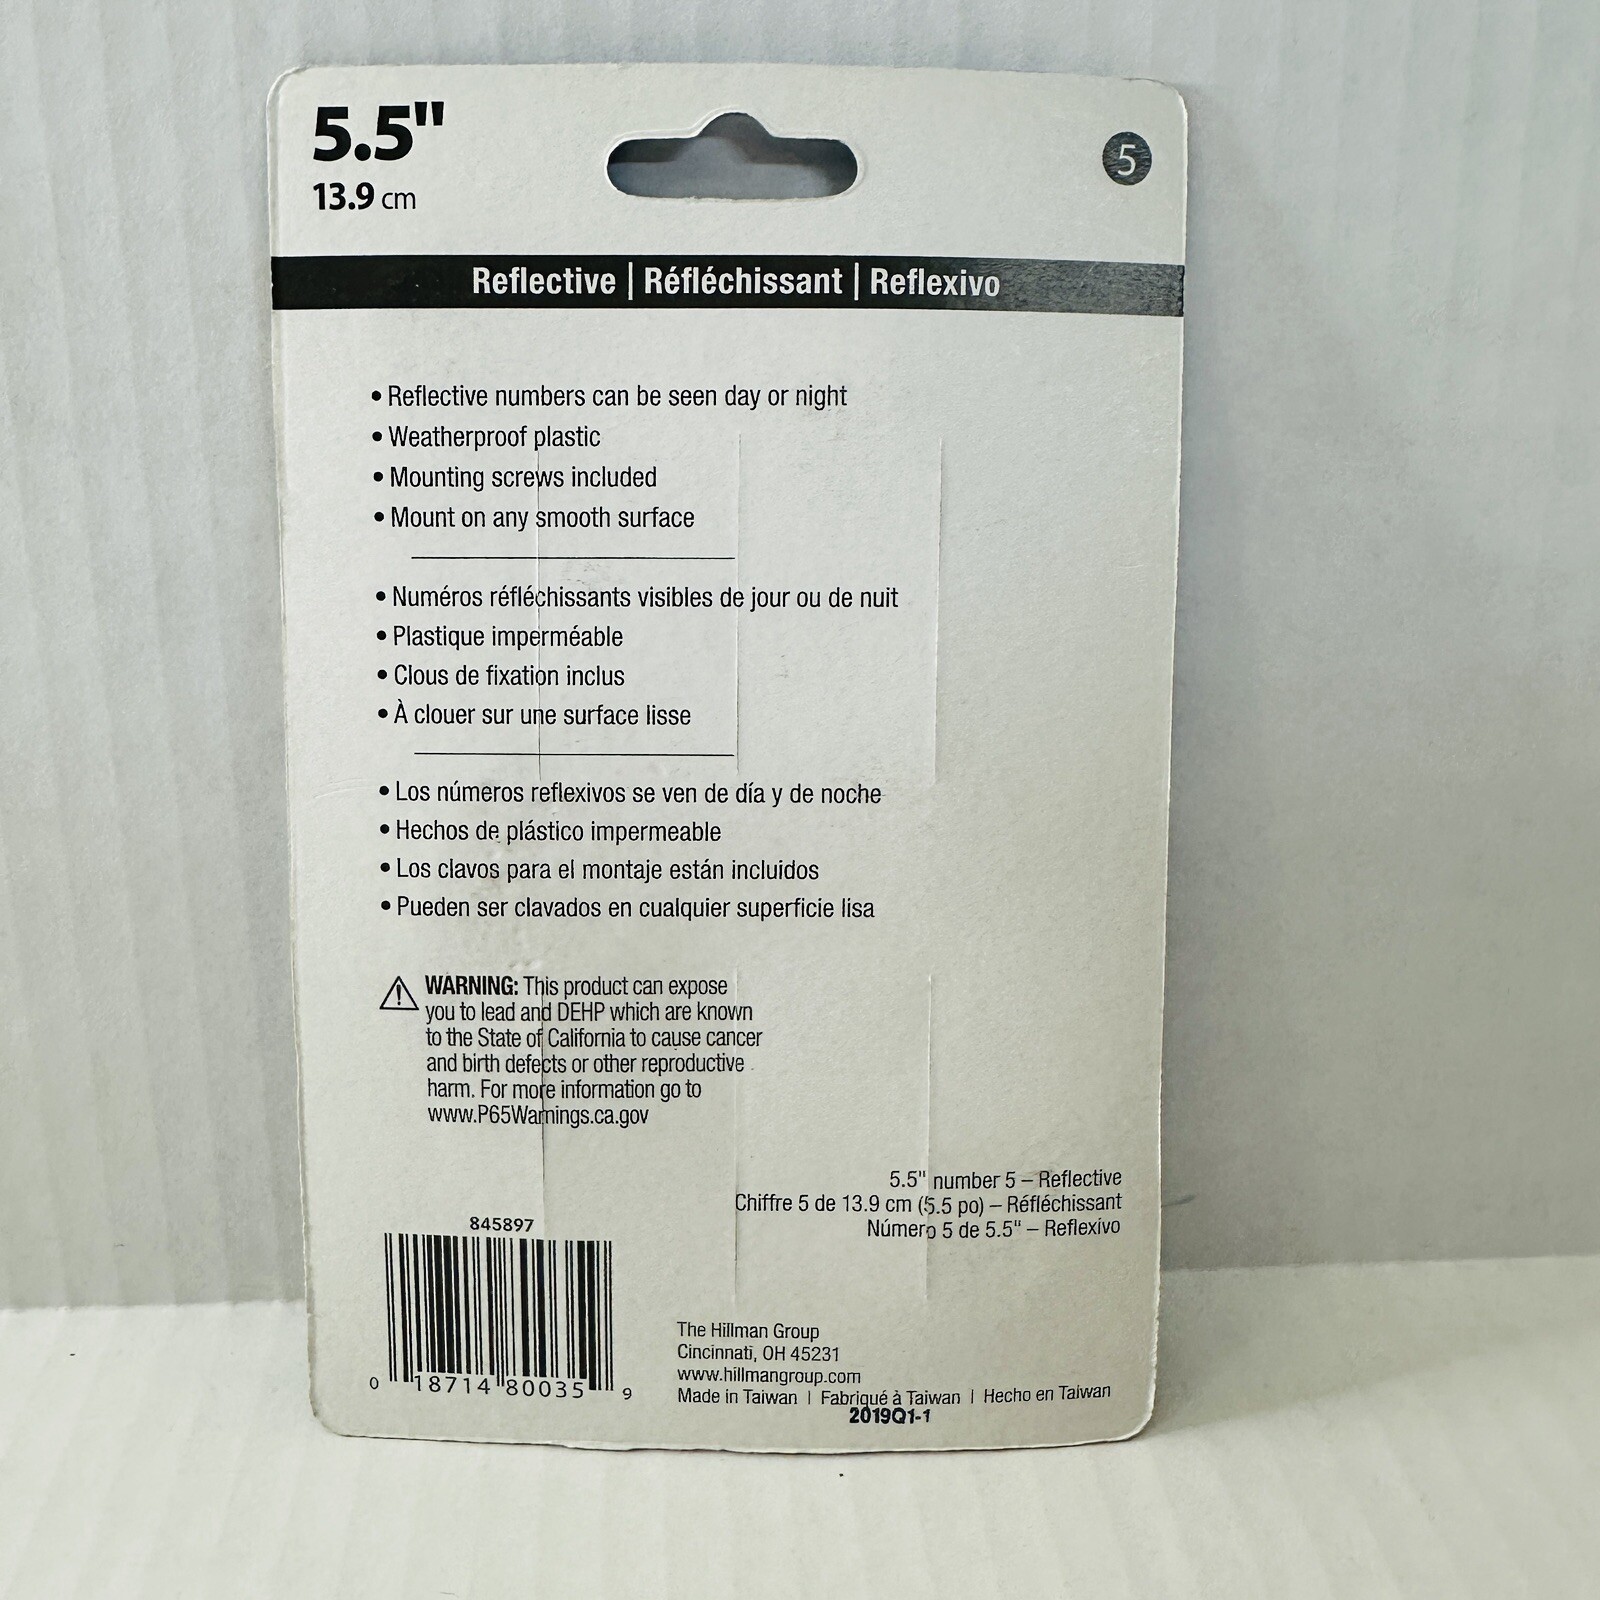 5.5"
13.9 cm
5
Reflective | Réfléchissant | Reflexivo
• Reflective numbers can be seen day or night
• Weatherproof plastic
• Mounting screws included
• Mount on any smooth surface
• Numéros réfléchissants visibles de jour ou de nuit
• Plastique imperméable
• Clous de fixation inclus
• À clouer sur une surface lisse
• Los números reflexivos se ven de día y de noche
• Hechos de plástico impermeable
• Los clavos para el montaje están incluidos
• Pueden ser clavados en cualquier superficie lisa
WARNING: This product can expose
you to lead and DEHP which are known
to the State of California to cause cancer
and birth defects or other reproductive
harm. For more information go to
www.P65Warnings.ca.gov
5.5" number 5 – Reflective
Chiffre 5 de 13.9 cm (5.5 po) – Réfléchissant
Número 5 de 5.5" – Reflexivo
845897
0 18714 80035 9
The Hillman Group
Cincinnati, OH 45231
www.hillmangroup.com
Made in Taiwan | Fabriqué à Taiwan | Hecho en Taiwan
2019Q1-1